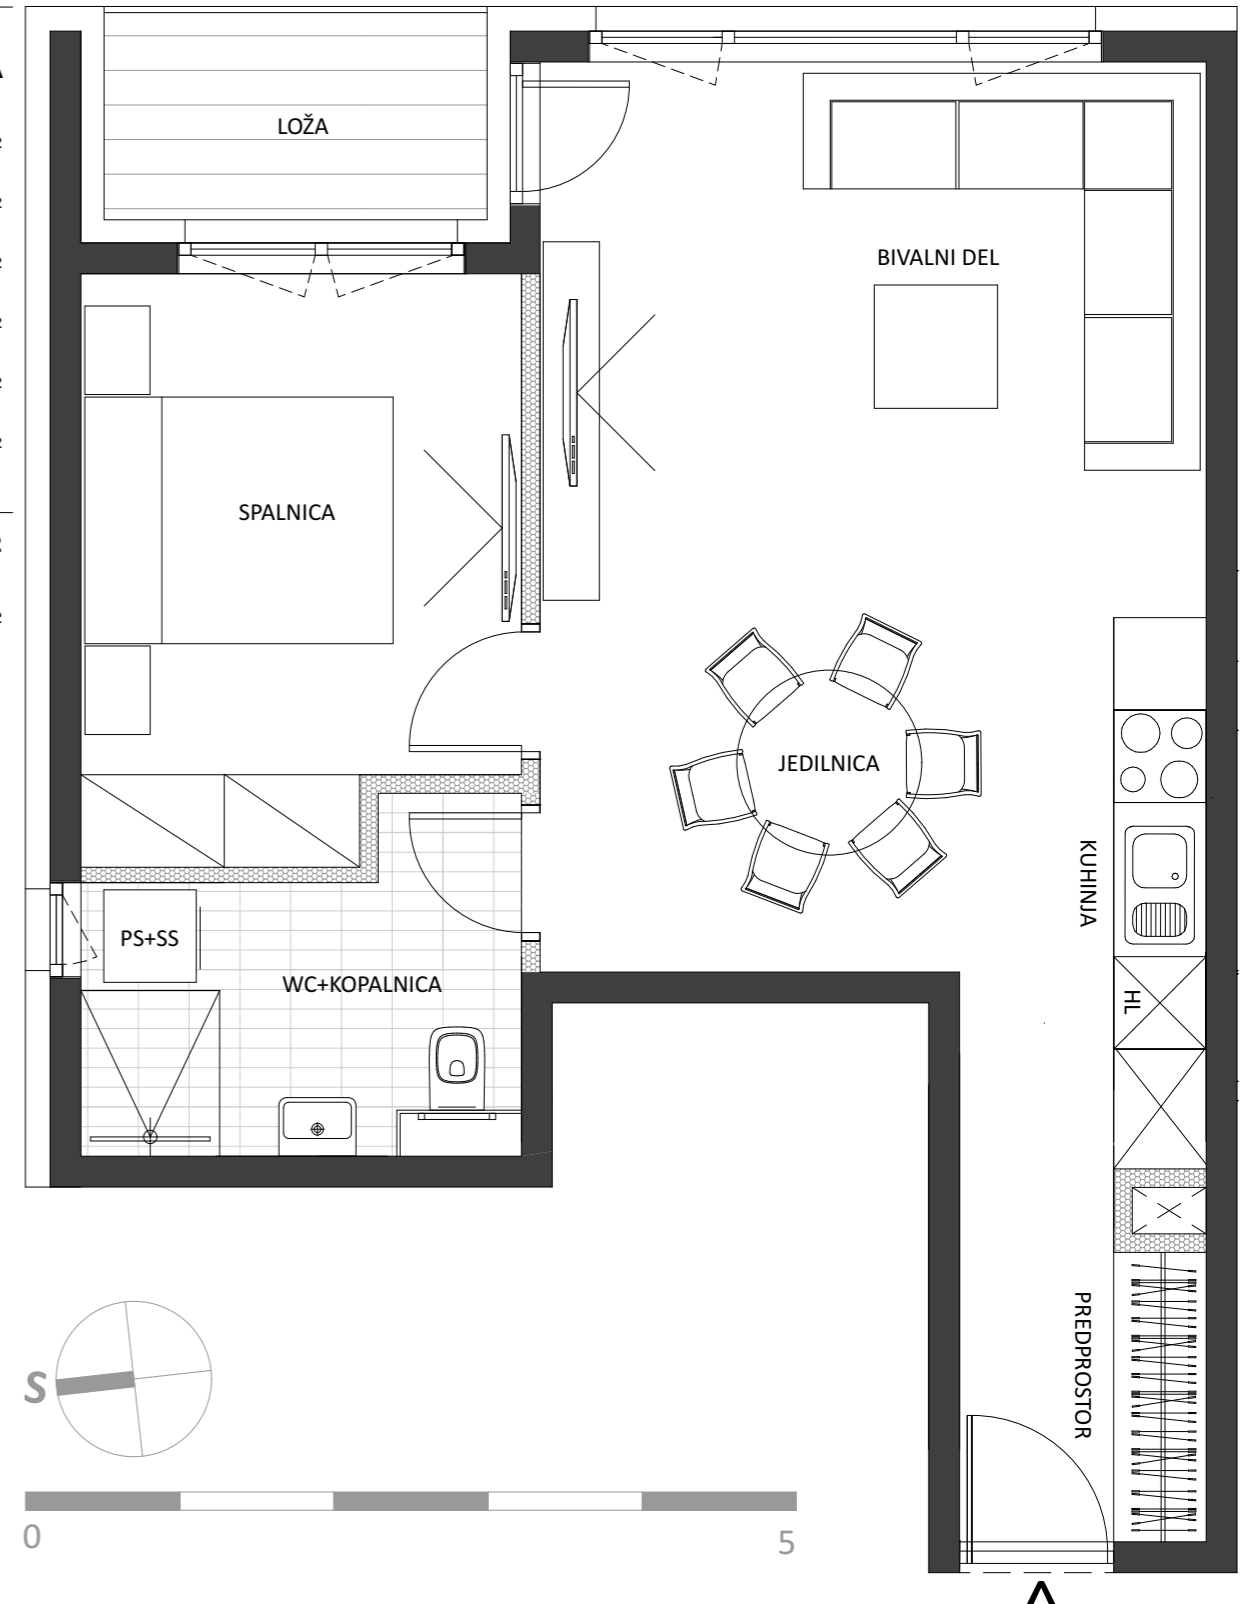 LOŽA
BIVALNI DEL
SPALNICA
JEDILNICA
KUHINJA
PS+SS
WC+KOPALNICA
HL
PREDPROSTOR
S
0
5